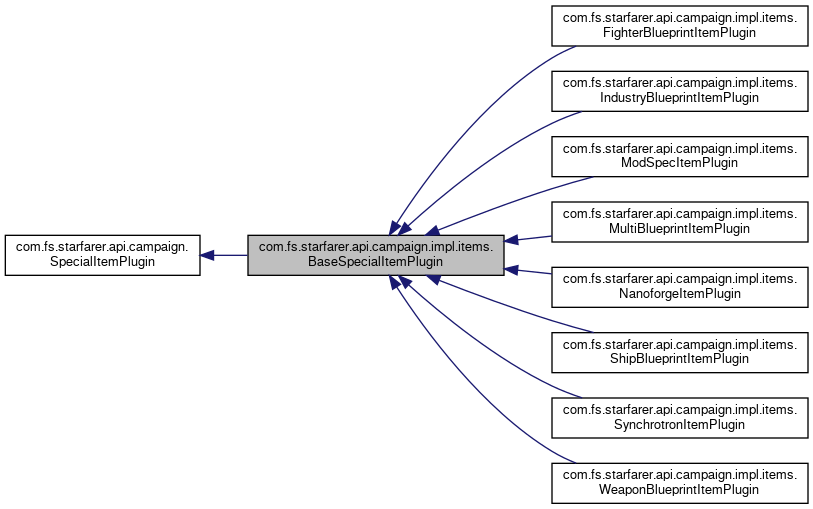 com.fs.starfarer.api.campaign.
SpecialItemPlugin
com.fs.starfarer.api.campaign.impl.items.
BaseSpecialItemPlugin
com.fs.starfarer.api.campaign.impl.items.
FighterBlueprintItemPlugin
com.fs.starfarer.api.campaign.impl.items.
IndustryBlueprintItemPlugin
com.fs.starfarer.api.campaign.impl.items.
ModSpecItemPlugin
com.fs.starfarer.api.campaign.impl.items.
MultiBlueprintItemPlugin
com.fs.starfarer.api.campaign.impl.items.
NanoforgeItemPlugin
com.fs.starfarer.api.campaign.impl.items.
ShipBlueprintItemPlugin
com.fs.starfarer.api.campaign.impl.items.
SynchrotronItemPlugin
com.fs.starfarer.api.campaign.impl.items.
WeaponBlueprintItemPlugin